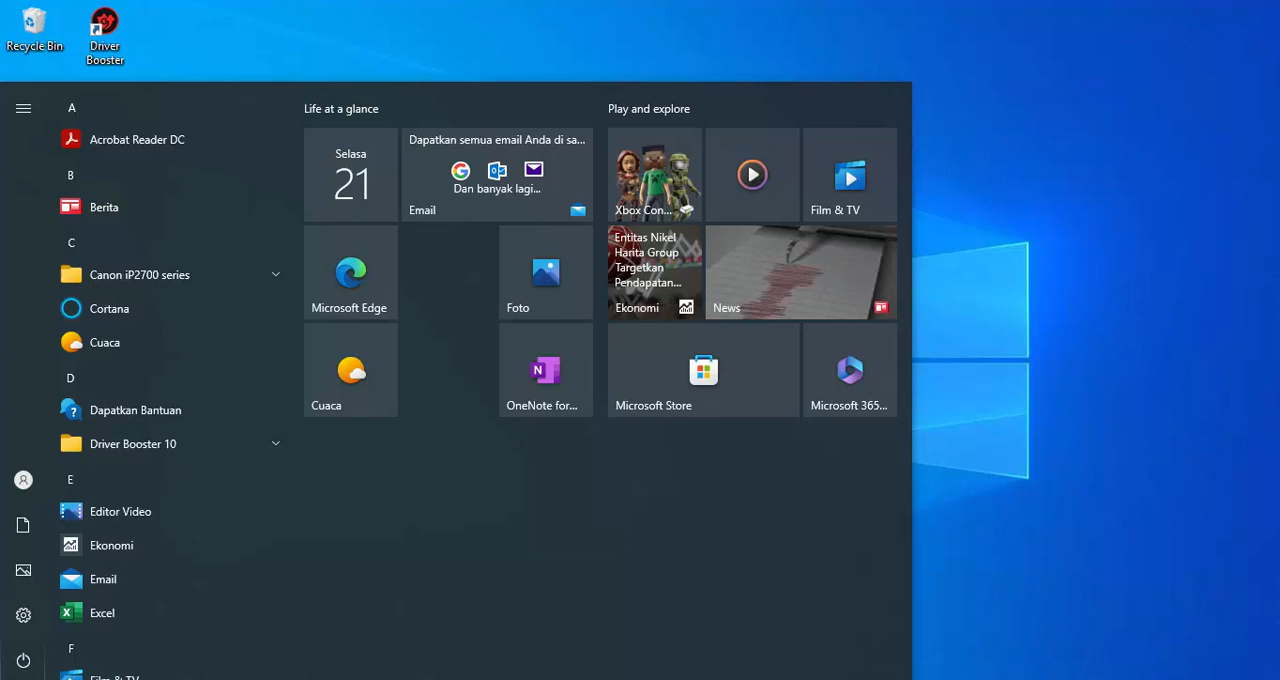 Recycle Bin
Driver
Booster
A
Acrobat Reader DC
B
Berita
C
Canon iP2700 series
Cortana
Cuaca
D
Dapatkan Bantuan
Driver Booster 10
E
Editor Video
Ekonomi
Email
Excel
F
Film & TV
Life at a glance
Selasa
21
Dapatkan semua email Anda di sa...
Dan banyak lagi...
Email
Microsoft Edge
Foto
Cuaca
OneNote for...
Play and explore
Xbox Con...
Film & TV
Entitas Nikel
Harita Group
Targetkan
Pendapatan...
Ekonomi
News
Microsoft Store
Microsoft 365...